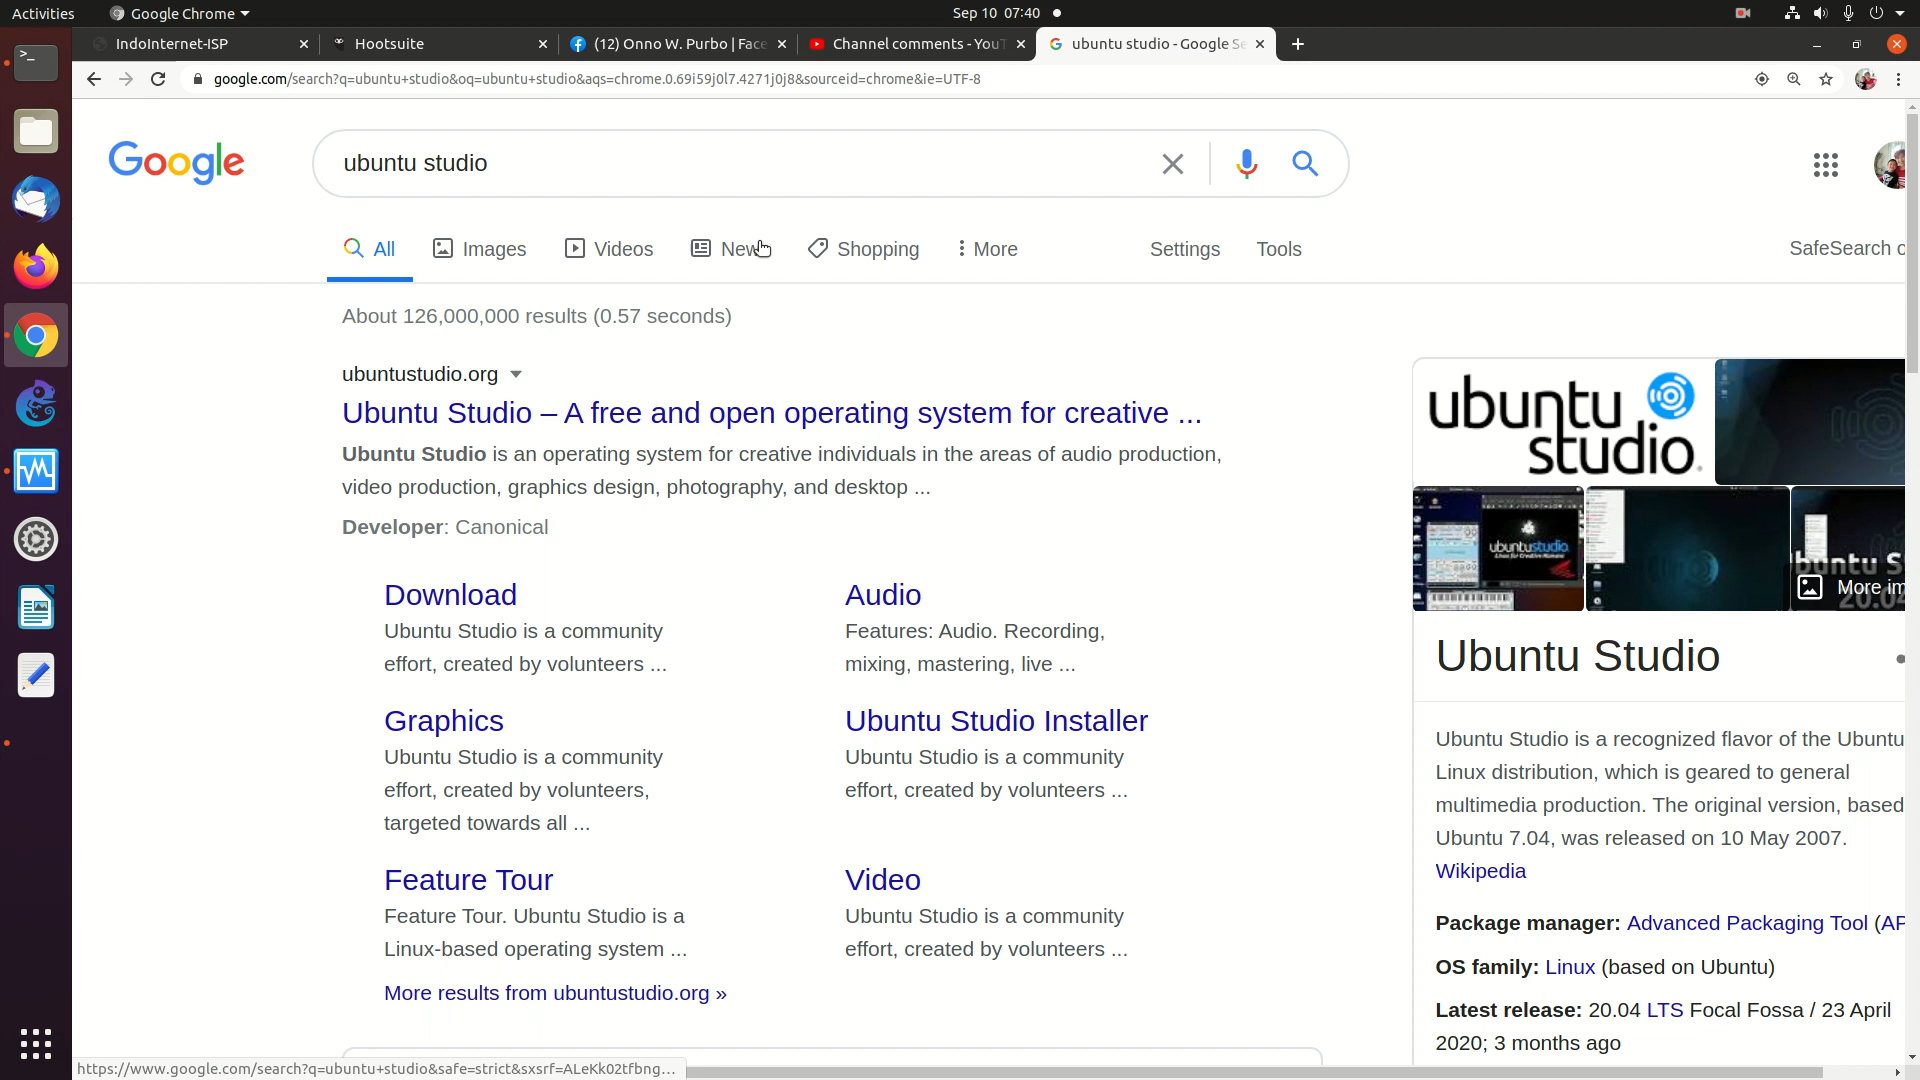 Activities Google Chrome Sep 10 07:40
IndoInternet-ISP Hootsuite (12) Onno W. Purbo | Face Channel comments - YouT ubuntu studio - Google Se
google.com/search?q=ubuntu+studio&oq=ubuntu+studio&aqs=chrome.0.69i59j0l7.4271j0j8&sourceid=chrome&ie=UTF-8
Google ubuntu studio
All Images Videos News Shopping More Settings Tools SafeSearch o
About 126,000,000 results (0.57 seconds)
ubuntustudio.org
Ubuntu Studio – A free and open operating system for creative ...
Ubuntu Studio is an operating system for creative individuals in the areas of audio production,
video production, graphics design, photography, and desktop ...
Developer: Canonical
Download
Ubuntu Studio is a community
effort, created by volunteers ...
Audio
Features: Audio. Recording,
mixing, mastering, live ...
Graphics
Ubuntu Studio is a community
effort, created by volunteers,
targeted towards all ...
Ubuntu Studio Installer
Ubuntu Studio is a community
effort, created by volunteers ...
Feature Tour
Feature Tour. Ubuntu Studio is a
Linux-based operating system ...
Video
Ubuntu Studio is a community
effort, created by volunteers ...
More results from ubuntustudio.org »
ubuntu
studio
ubuntustudio
More im
20.04
Ubuntu Studio
Ubuntu Studio is a recognized flavor of the Ubuntu
Linux distribution, which is geared to general
multimedia production. The original version, based
Ubuntu 7.04, was released on 10 May 2007.
Wikipedia
Package manager: Advanced Packaging Tool (AP
OS family: Linux (based on Ubuntu)
Latest release: 20.04 LTS Focal Fossa / 23 April
2020; 3 months ago
https://www.google.com/search?q=ubuntu+studio&safe=strict&sxsrf=ALeKk02tfbng...